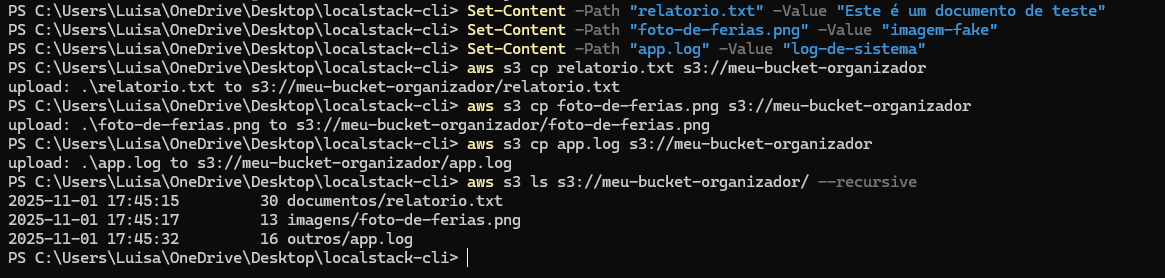 PS C:\Users\Luisa\OneDrive\Desktop\localstack-cli> Set-Content -Path "relatorio.txt" -Value "Este é um documento de teste"
PS C:\Users\Luisa\OneDrive\Desktop\localstack-cli> Set-Content -Path "foto-de-ferias.png" -Value "imagem-fake"
PS C:\Users\Luisa\OneDrive\Desktop\localstack-cli> Set-Content -Path "app.log" -Value "log-de-sistema"
PS C:\Users\Luisa\OneDrive\Desktop\localstack-cli> aws s3 cp relatorio.txt s3://meu-bucket-organizador
upload: .\relatorio.txt to s3://meu-bucket-organizador/relatorio.txt
PS C:\Users\Luisa\OneDrive\Desktop\localstack-cli> aws s3 cp foto-de-ferias.png s3://meu-bucket-organizador
upload: .\foto-de-ferias.png to s3://meu-bucket-organizador/foto-de-ferias.png
PS C:\Users\Luisa\OneDrive\Desktop\localstack-cli> aws s3 cp app.log s3://meu-bucket-organizador
upload: .\app.log to s3://meu-bucket-organizador/app.log
PS C:\Users\Luisa\OneDrive\Desktop\localstack-cli> aws s3 ls s3://meu-bucket-organizador/ --recursive
2025-11-01 17:45:15         30 documentos/relatorio.txt
2025-11-01 17:45:17         13 imagens/foto-de-ferias.png
2025-11-01 17:45:32         16 outros/app.log
PS C:\Users\Luisa\OneDrive\Desktop\localstack-cli>